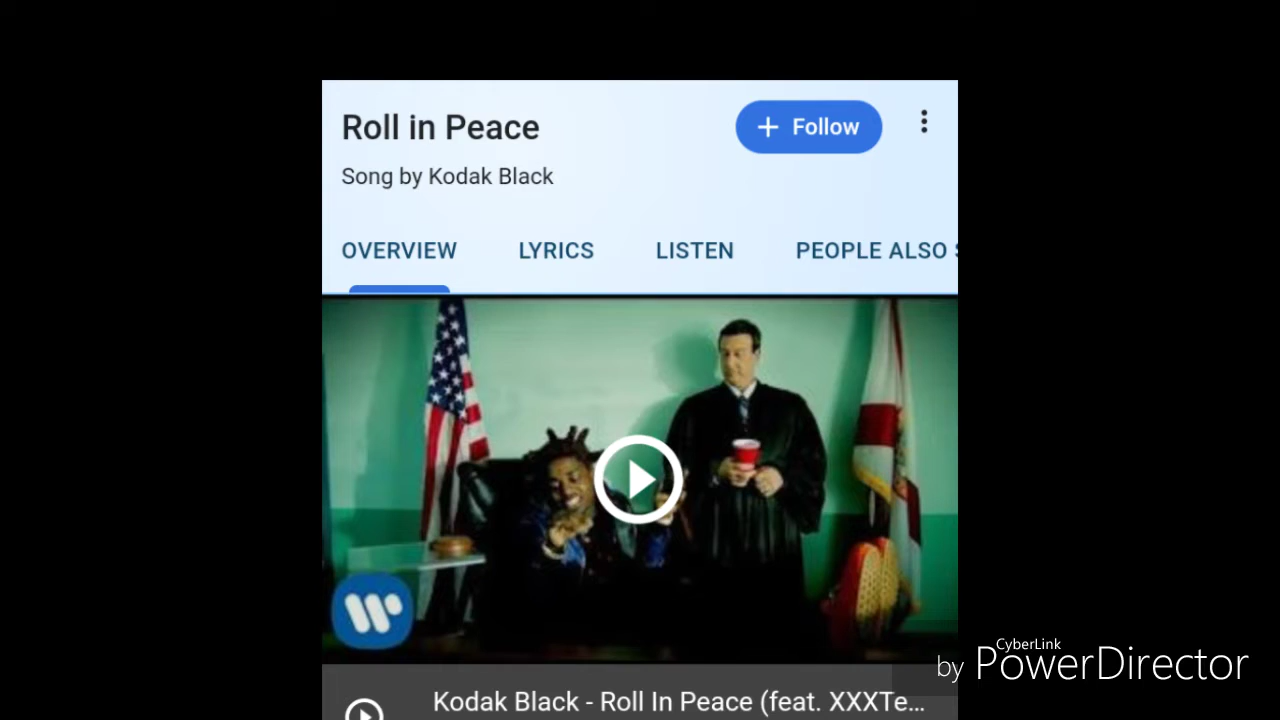 Roll in Peace
+ Follow
Song by Kodak Black
OVERVIEW LYRICS LISTEN PEOPLE ALSO
CyberLink
by PowerDirector
Kodak Black - Roll In Peace (feat. XXXTe...